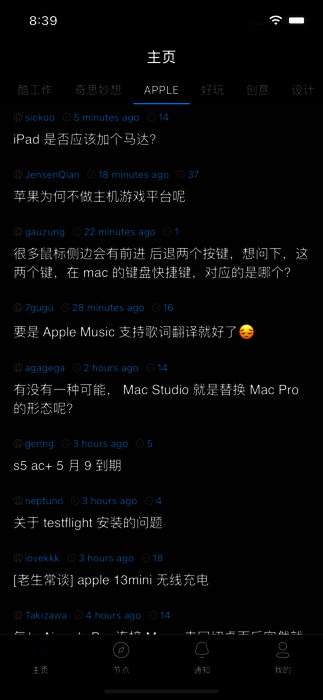 8:39
主页
酷工作 奇思妙想 APPLE 好玩 创意 设计
sickoo 5 minutes ago 14
iPad 是否应该加个马达?
JensenQian 18 minutes ago 37
苹果为何不做主机游戏平台呢
gauzung 22 minutes ago 1
很多鼠标侧边会有前进 后退两个按键，想问下，这
两个键，在 mac 的键盘快捷键，对应的是哪个?
7gugu 28 minutes ago 16
要是 Apple Music 支持歌词翻译就好了😔
agagega 2 hours ago 14
有没有一种可能， Mac Studio 就是替换 Mac Pro
的形态呢?
genng 3 hours ago 5
s5 ac+ 5 月 9 到期
neptuno 3 hours ago 4
关于 testflight 安装的问题
iovekkk 3 hours ago 18
[老生常谈] apple 13mini 无线充电
Takizawa 4 hours ago 14
主页 节点 通知 我的